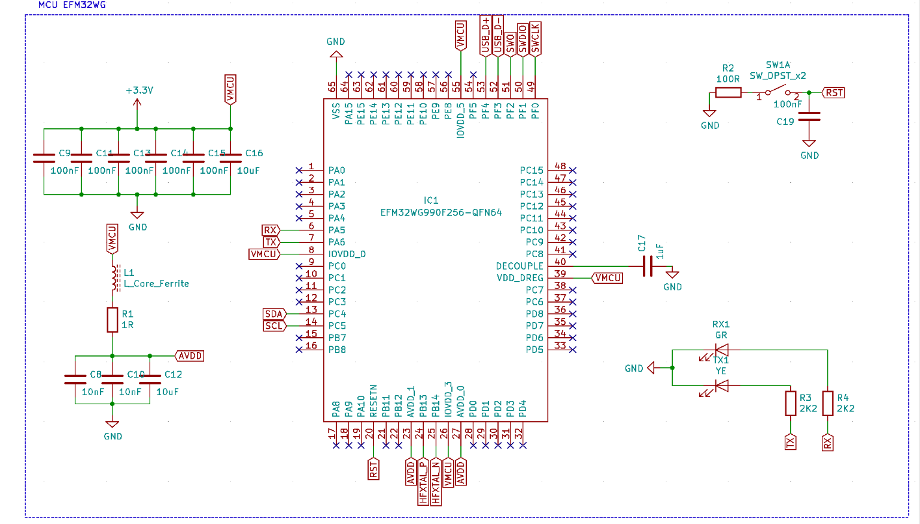 MCU EFM32WG
+3.3V
VMCU
C9
100nF
C11
100nF
C13
100nF
C14
100nF
C15
100nF
C16
10uF
GND
VMCU
L1
L_Core_Ferrite
R1
1R
AVDD
C8
10nF
C10
10nF
C12
10nF
GND
GND
VMCU
USB_D+
USB_D-
SWO
SWDIO
SWCLK
65 64 63 62 61 60 59 58 57 56 55 54 53 52 51 50 49
VSS PA15 PE15 PE14 PE13 PE12 PE11 PE10 PE9 PE8 IOVDD_5 PF5 PF4 PF3 PF2 PF1 PF0
IC1
EFM32WG990F256-QFN64
1 PA0
2 PA1
3 PA2
4 PA3
5 PA4
RX 6 PA5
TX 7 PA6
VMCU 8 IOVDD_0
9 PC0
10 PC1
11 PC2
12 PC3
SDA 13 PC4
SCL 14 PC5
15 PB7
16 PB8
PC15 48
PC14 47
PC13 46
PC12 45
PC11 44
PC10 43
PC9 42
PC8 41
DECOUPLE 40
VDD_DREG 39 VMCU
PC7 38
PC6 37
PD8 36
PD7 35
PD6 34
PD5 33
PA8 PA9 PA10 RESETN PB11 PB12 AVDD_1 PB13 PB14 IOVDD_3 AVDD_0 PD0 PD1 PD2 PD3 PD4
17 18 19 20 21 22 23 24 25 26 27 28 29 30 31 32
RST
AVDD
HFXTAL_P
HFXTAL_N
VMCU
AVDD
C17
1uF
GND
R2
100R
GND
SW1A
SW_DPST_x2
1 2
RST
100nF
C19
GND
RX1
GR
TX1
YE
GND
R3
2K2
R4
2K2
TX
RX